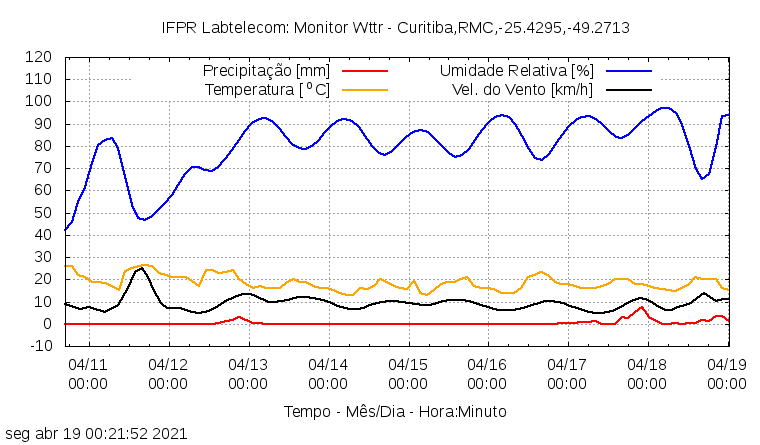 IFPR Labtelecom: Monitor Wttr - Curitiba,RMC,-25.4295,-49.2713
120
110
100
90
80
70
60
50
40
30
20
10
0
-10
Precipitação [mm]
Temperatura [⁰C]
Umidade Relativa [%]
Vel. do Vento [km/h]
04/11 04/12 04/13 04/14 04/15 04/16 04/17 04/18 04/19
00:00 00:00 00:00 00:00 00:00 00:00 00:00 00:00 00:00
Tempo - Mês/Dia - Hora:Minuto
seg abr 19 00:21:52 2021